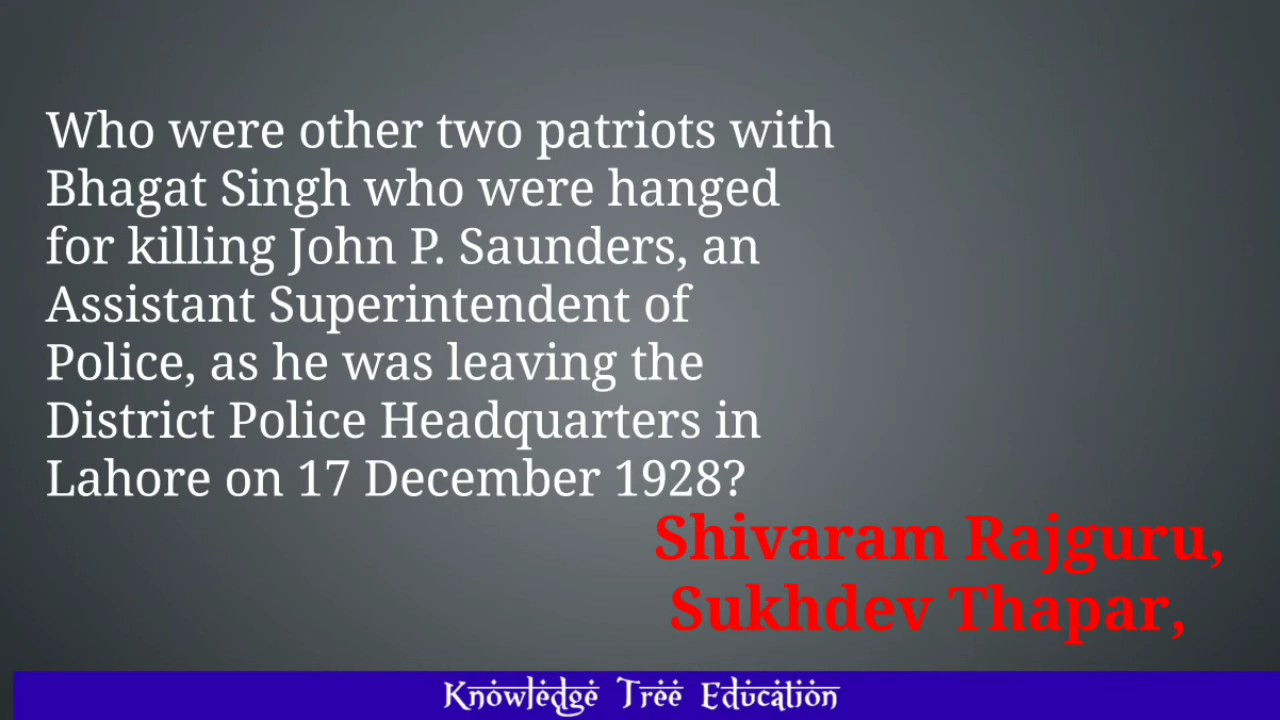 Who were other two patriots with
Bhagat Singh who were hanged
for killing John P. Saunders, an
Assistant Superintendent of
Police, as he was leaving the
District Police Headquarters in
Lahore on 17 December 1928?
Shivaram Rajguru,
Sukhdev Thapar,
Knowledge Tree Education